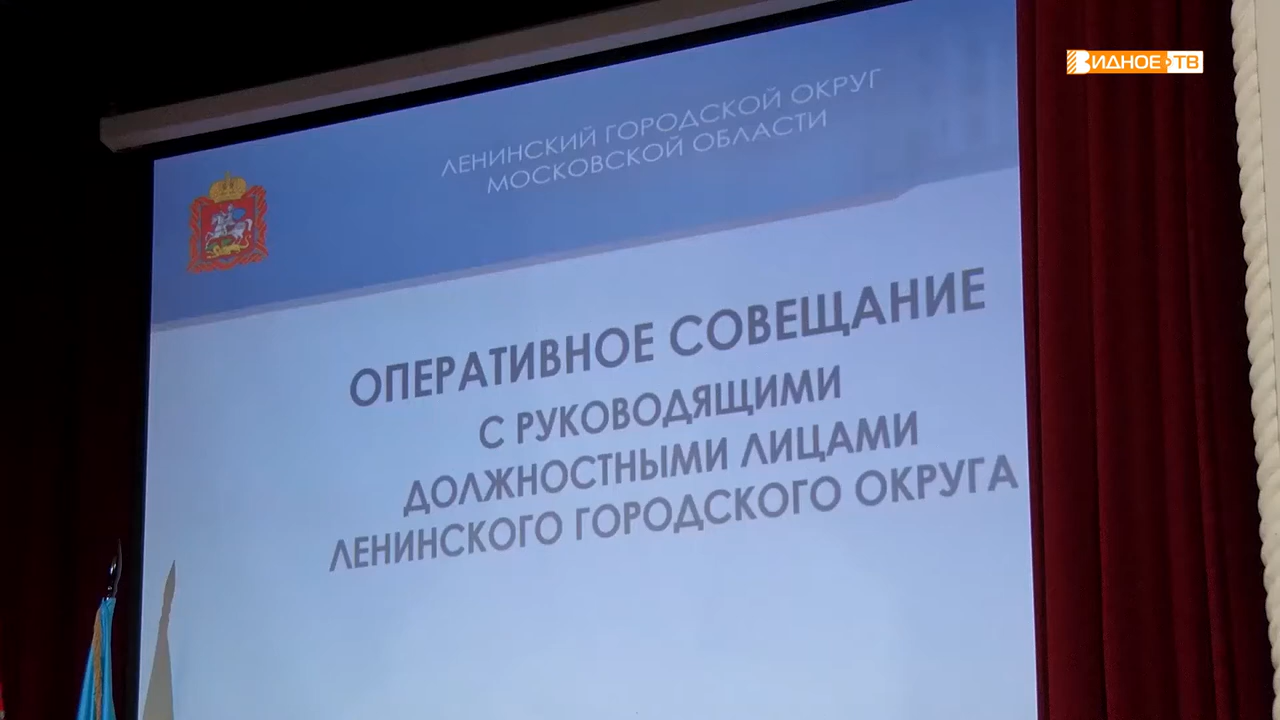 ВИДНОЕ ТВ
ЛЕНИНСКИЙ ГОРОДСКОЙ ОКРУГ
МОСКОВСКОЙ ОБЛАСТИ
ОПЕРАТИВНОЕ СОВЕЩАНИЕ
С РУКОВОДЯЩИМИ
ДОЛЖНОСТНЫМИ ЛИЦАМИ
ЛЕНИНСКОГО ГОРОДСКОГО ОКРУГА